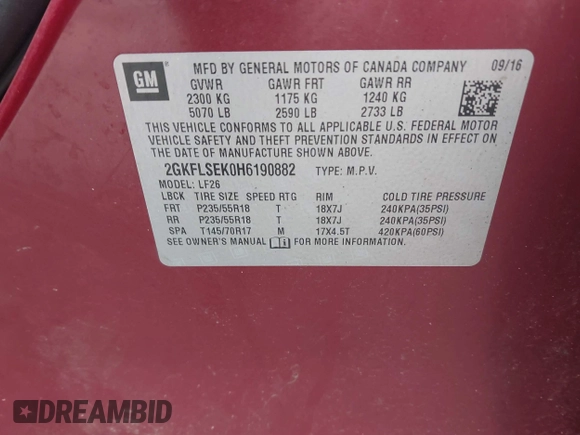 GM
MFD BY GENERAL MOTORS OF CANADA COMPANY 09/16
GVWR GAWR FRT GAWR RR
2300 KG 1175 KG 1240 KG
5070 LB 2590 LB 2733 LB
THIS VEHICLE CONFORMS TO ALL APPLICABLE U.S. FEDERAL MOTOR
VEHICLE SAFETY AND THEFT PREVENTION STANDARDS IN EFFECT ON
THE DATE OF MANUFACTURE SHOWN ABOVE.
2GKFLSEK0H6190882 TYPE: M.P.V.
MODEL: LF26
LBCK TIRE SIZE SPEED RTG RIM COLD TIRE PRESSURE
FRT P235/55R18 T 18X7J 240KPA(35PSI)
RR P235/55R18 T 18X7J 240KPA(35PSI)
SPA T145/70R17 M 17X4.5T 420KPA(60PSI)
SEE OWNER'S MANUAL FOR MORE INFORMATION.
DREAMBID